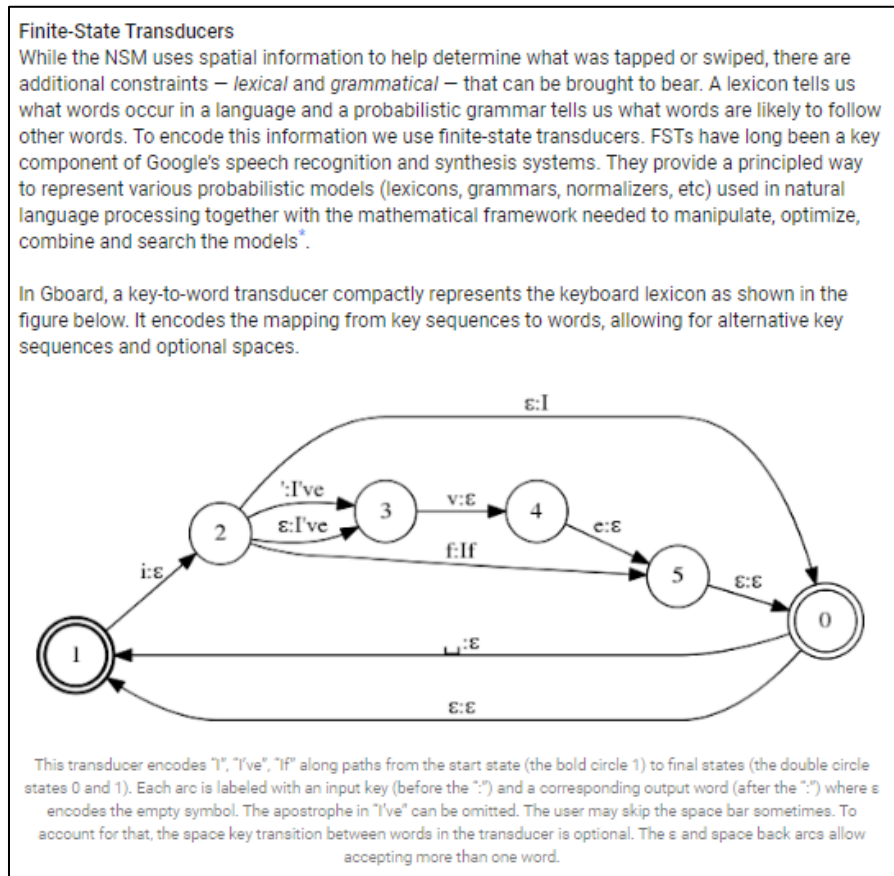 Finite-State Transducers
While the NSM uses spatial information to help determine what was tapped or swiped, there are
additional constraints – lexical and grammatical – that can be brought to bear. A lexicon tells us
what words occur in a language and a probabilistic grammar tells us what words are likely to follow
other words. To encode this information we use finite-state transducers. FSTs have long been a key
component of Google's speech recognition and synthesis systems. They provide a principled way
to represent various probabilistic models (lexicons, grammars, normalizers, etc) used in natural
language processing together with the mathematical framework needed to manipulate, optimize,
combine and search the models*.
In Gboard, a key-to-word transducer compactly represents the keyboard lexicon as shown in the
figure below. It encodes the mapping from key sequences to words, allowing for alternative key
sequences and optional spaces.
ε:I
':I've
ε:I've
f:If
v:ε
e:ε
i:ε
ε:ε
1
2
3
4
5
0
␣:ε
ε:ε
This transducer encodes "I", "I've", "If" along paths from the start state (the bold circle 1) to final states (the double circle
states 0 and 1). Each arc is labeled with an input key (before the ":") and a corresponding output word (after the ":") where ε
encodes the empty symbol. The apostrophe in "I've" can be omitted. The user may skip the space bar sometimes. To
account for that, the space key transition between words in the transducer is optional. The ε and space back arcs allow
accepting more than one word.